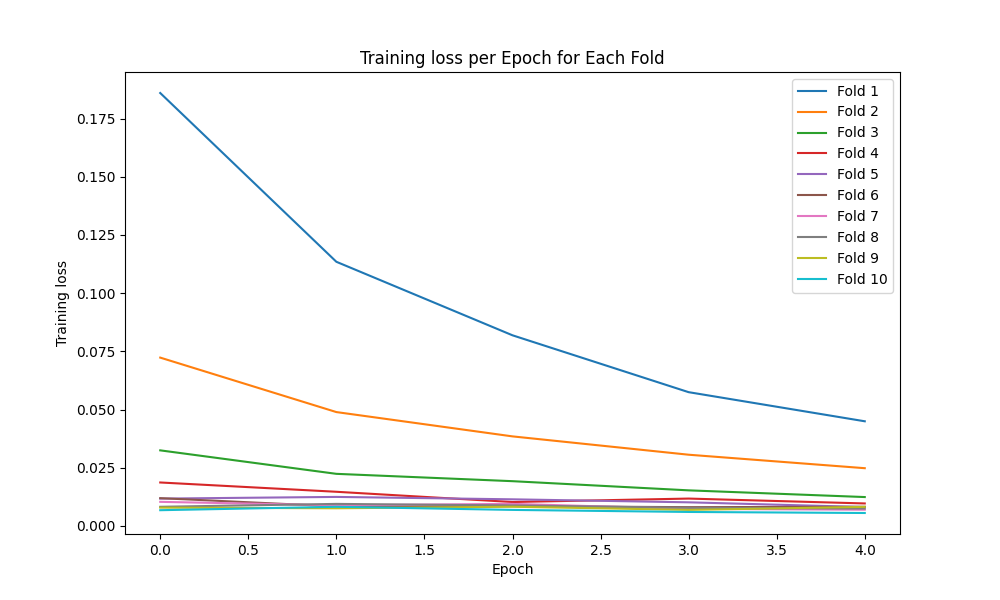 Training loss per Epoch for Each Fold
Fold 1
Fold 2
Fold 3
Fold 4
Fold 5
Fold 6
Fold 7
Fold 8
Fold 9
Fold 10
Training loss
0.175
0.150
0.125
0.100
0.075
0.050
0.025
0.000
0.0 0.5 1.0 1.5 2.0 2.5 3.0 3.5 4.0
Epoch